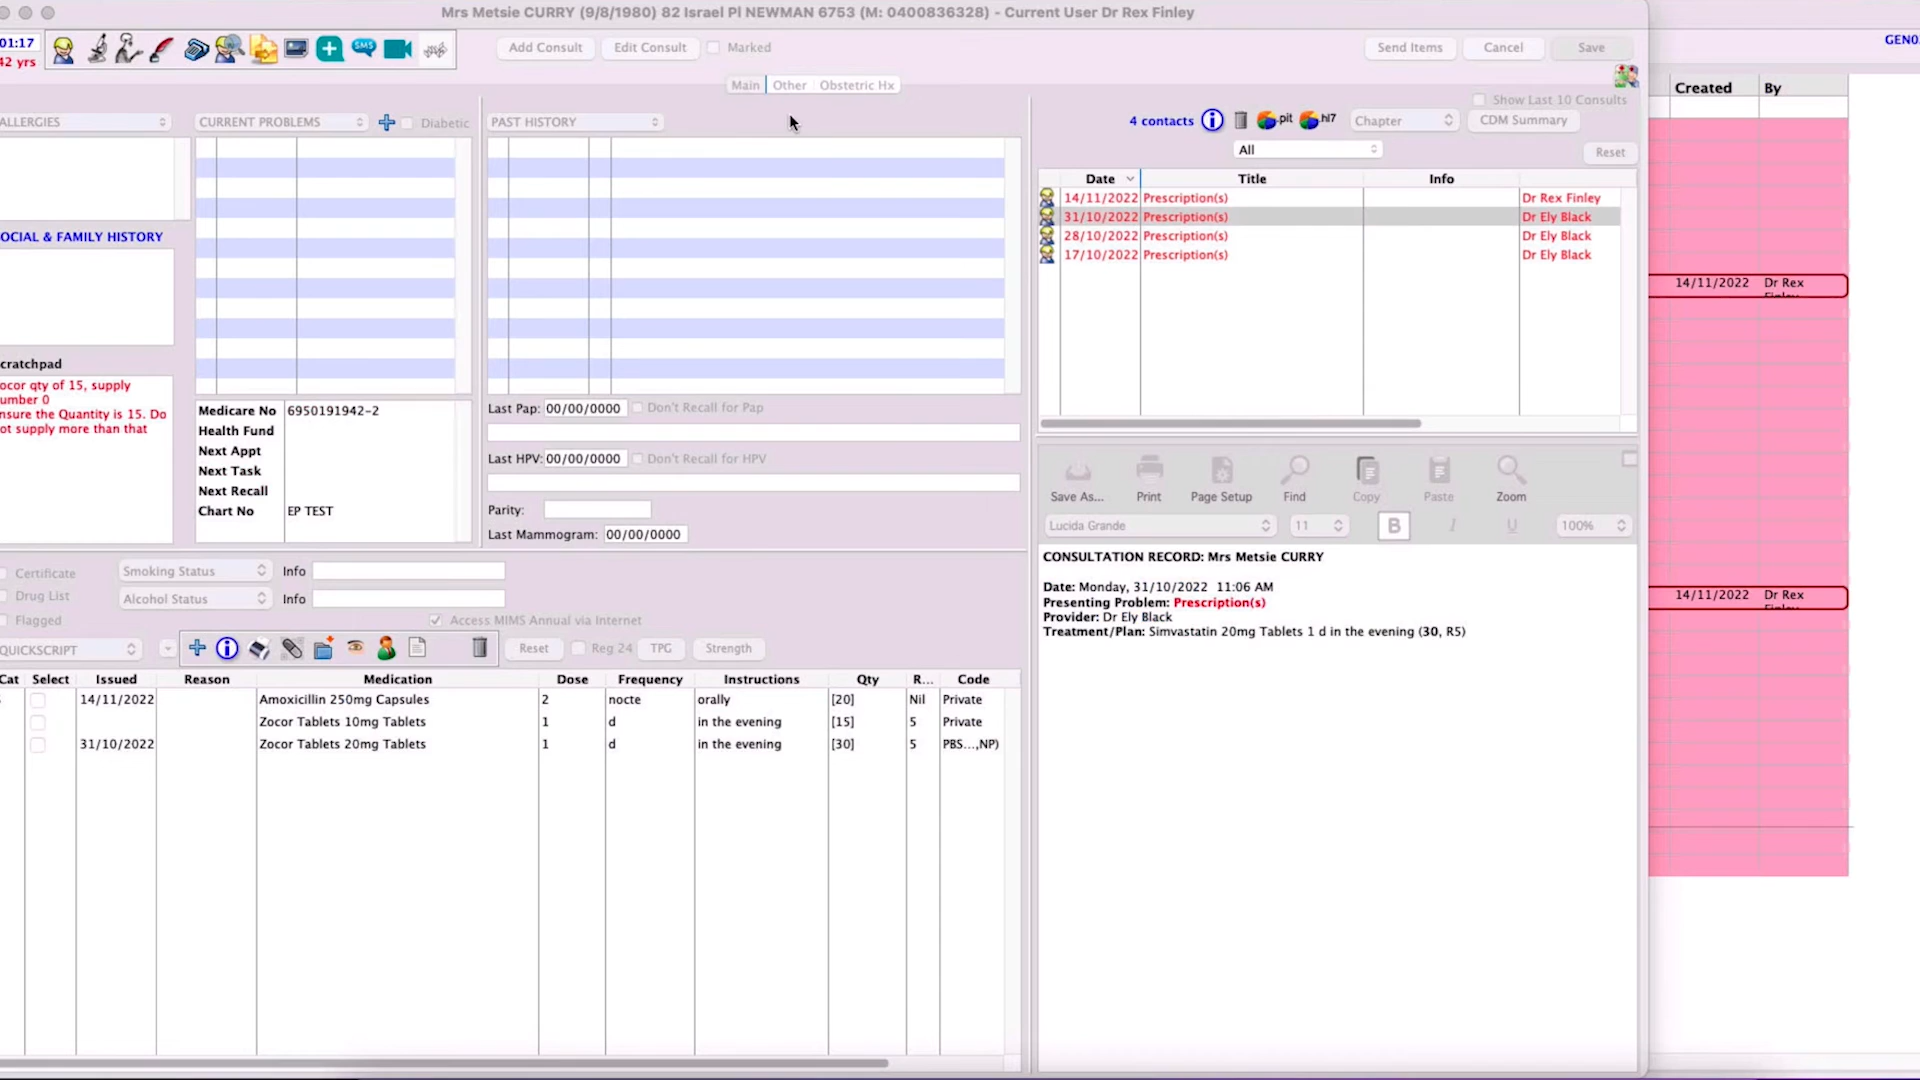 Mrs Metsie CURRY (9/8/1980) 82 Israel Pl NEWMAN 6753 (M: 0400836328) - Current User Dr Rex Finley
01:17
42 yrs
SMS
Add Consult
Edit Consult
Marked
Send Items
Cancel
Save
GEN0
Main
Other
Obstetric Hx
Created
By
Show Last 10 Consults
ALLERGIES
CURRENT PROBLEMS
Diabetic
PAST HISTORY
4 contacts
pit
hl7
Chapter
CDM Summary
All
Reset
Date
Title
Info
14/11/2022 Prescription(s) Dr Rex Finley
31/10/2022 Prescription(s) Dr Ely Black
28/10/2022 Prescription(s) Dr Ely Black
17/10/2022 Prescription(s) Dr Ely Black
14/11/2022 Dr Rex
Finley
14/11/2022 Dr Rex
Finley
OCIAL & FAMILY HISTORY
cratchpad
ocor qty of 15, supply
umber 0
nsure the Quantity is 15. Do
ot supply more than that
Medicare No 6950191942-2
Health Fund
Next Appt
Next Task
Next Recall
Chart No EP TEST
Last Pap: 00/00/0000 Don't Recall for Pap
Last HPV: 00/00/0000 Don't Recall for HPV
Parity:
Last Mammogram: 00/00/0000
Save As...
Print
Page Setup
Find
Copy
Paste
Zoom
Lucida Grande
11
B
I
U
100%
CONSULTATION RECORD: Mrs Metsie CURRY
Date: Monday, 31/10/2022 11:06 AM
Presenting Problem: Prescription(s)
Provider: Dr Ely Black
Treatment/Plan: Simvastatin 20mg Tablets 1 d in the evening (30, R5)
Certificate
Drug List
Flagged
Smoking Status
Info
Alcohol Status
Info
Access MIMS Annual via Internet
QUICKSCRIPT
Reset
Reg 24
TPG
Strength
Cat Select Issued Reason Medication Dose Frequency Instructions Qty R... Code
14/11/2022 Amoxicillin 250mg Capsules 2 nocte orally [20] Nil Private
Zocor Tablets 10mg Tablets 1 d in the evening [15] 5 Private
31/10/2022 Zocor Tablets 20mg Tablets 1 d in the evening [30] 5 PBS...,NP)